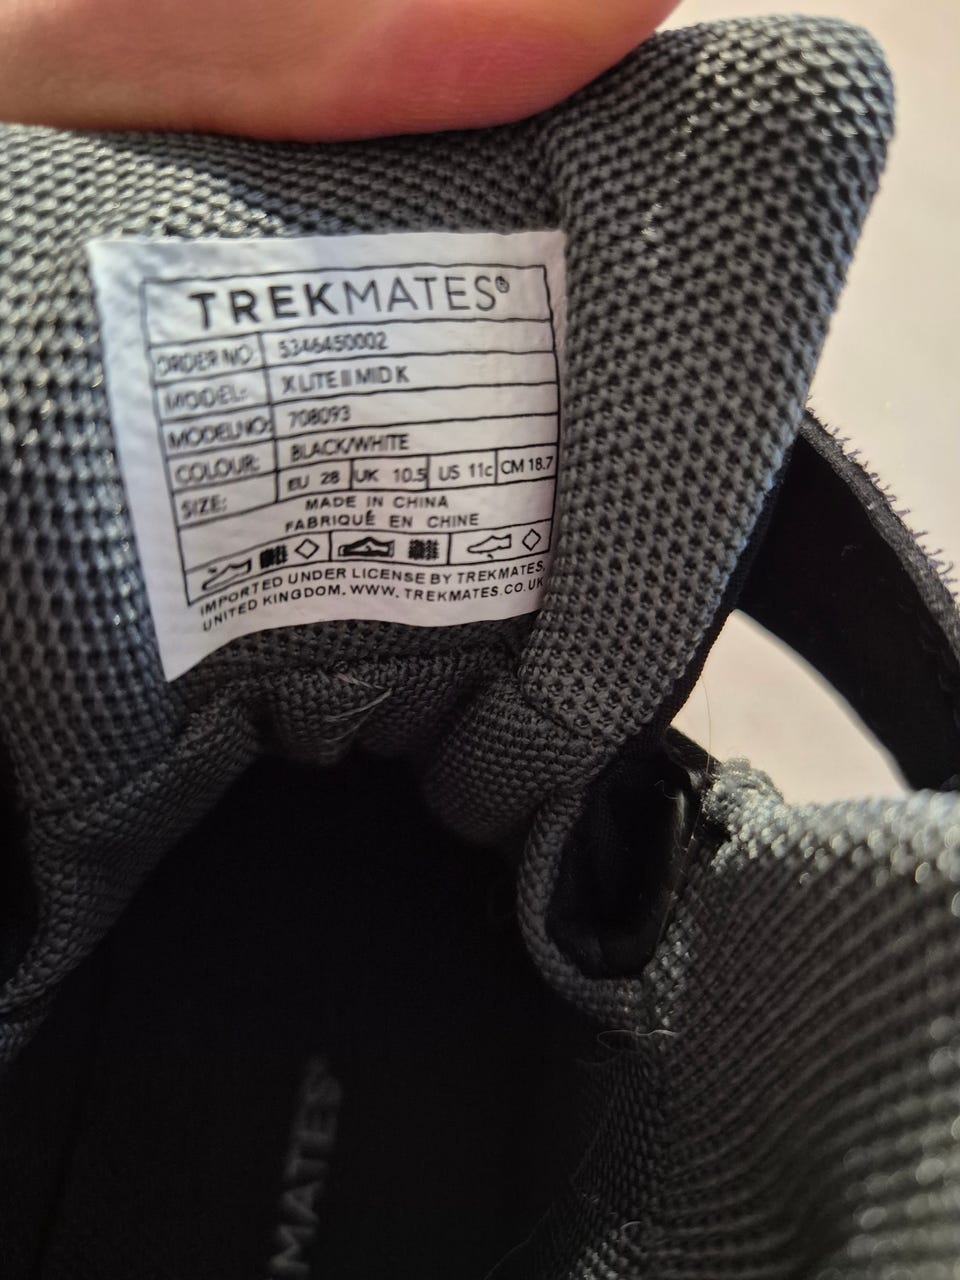 TREKMATES®
ORDER NO: 5346450002
MODEL: X LITE II MID K
MODELNO: 708093
COLOUR: BLACK/WHITE
SIZE: EU 28 UK 10.5 US 11c CM 18.7
MADE IN CHINA
FABRIQUÉ EN CHINE
IMPORTED UNDER LICENSE BY TREKMATES,
UNITED KINGDOM. WWW. TREKMATES.CO.UK
MATES